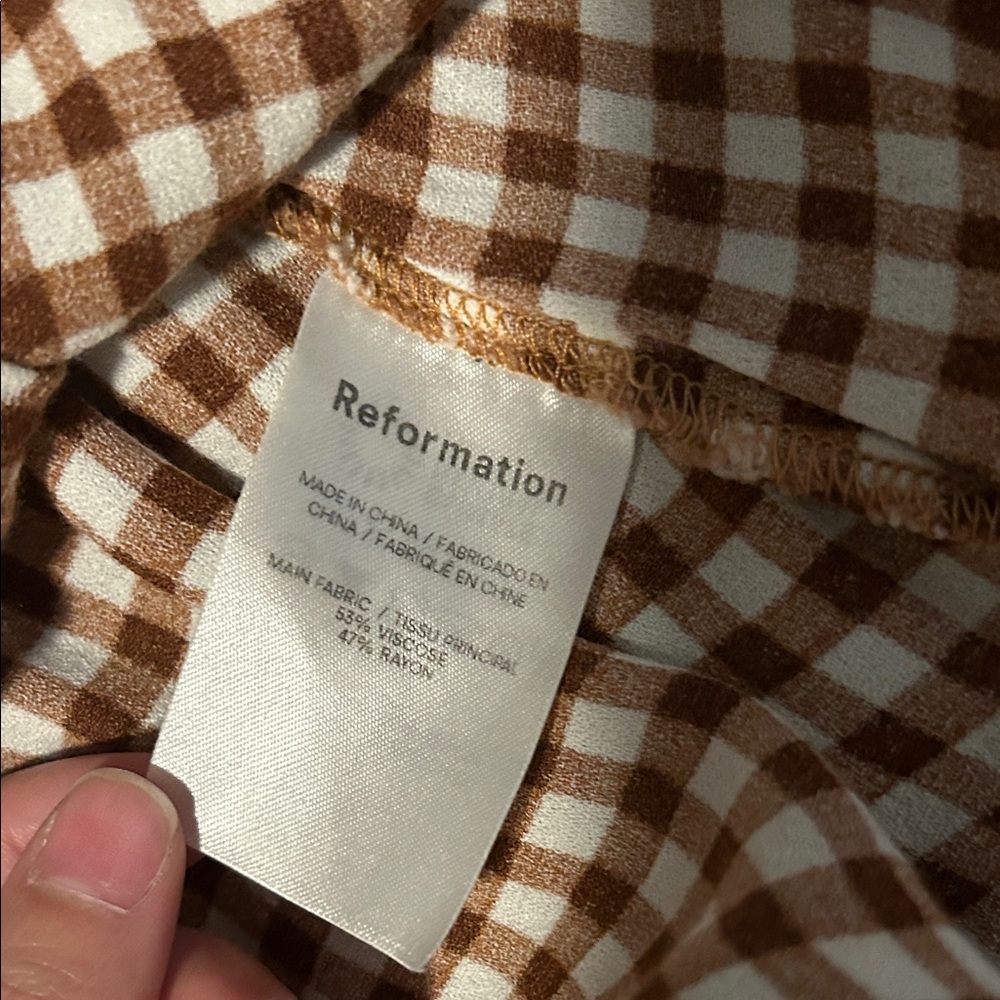 Reformation
MADE IN CHINA / FABRICADO EN
CHINA / FABRIQUÉ EN CHINE
MAIN FABRIC / TISSU PRINCIPAL
53% VISCOSE
47% RAYON